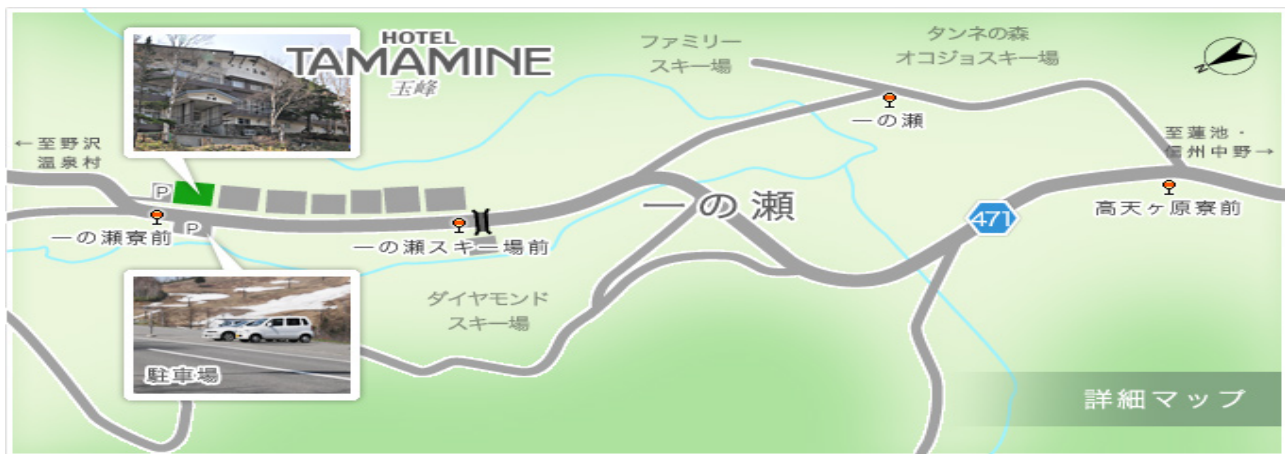 HOTEL
TAMAMINE
玉峰
ファミリー
スキー場
タンネの森
オコジョスキー場
N
←至野沢
温泉村
一の瀬
至蓮池・
信州中野→
P
一の瀬
471
高天ヶ原寮前
一の瀬寮前
P
一の瀬スキー場前
ダイヤモンド
スキー場
駐車場
詳細マップ